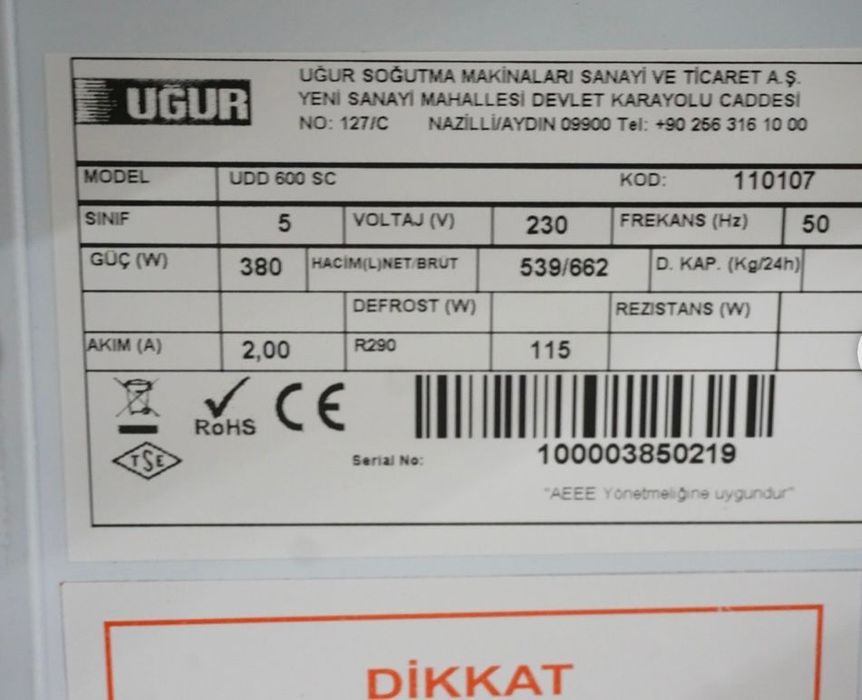 UĞUR
UĞUR SOĞUTMA MAKİNALARI SANAYİ VE TİCARET A.Ş.
YENİ SANAYİ MAHALLESİ DEVLET KARAYOLU CADDESİ
NO: 127/C NAZİLLİ/AYDIN 09900 Tel: +90 256 316 10 00
MODEL UDD 600 SC KOD: 110107
SINIF 5 VOLTAJ (V) 230 FREKANS (Hz) 50
GÜÇ (W) 380 HACİM(L)NET/BRÜT 539/662 D. KAP. (Kg/24h)
DEFROST (W) REZISTANS (W)
AKIM (A) 2,00 R290 115
RoHS CE
TSE
Serial No: 100003850219
"AEEE Yönetmeliğine uygundur"
DİKKAT